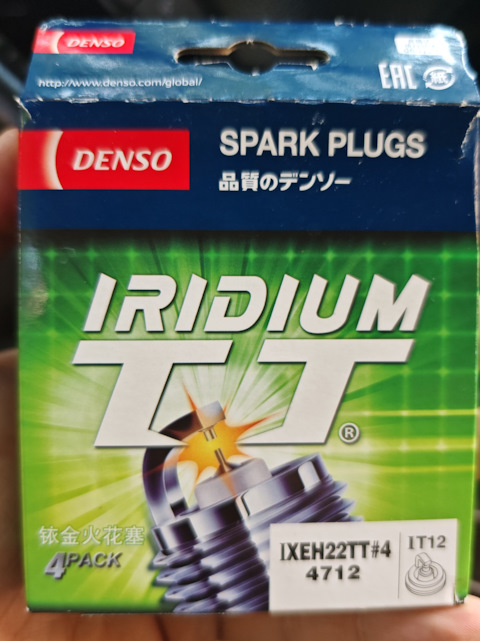 DENSO
http://www.denso.com/global/
EAC
紙
DENSO
SPARK PLUGS
品質のデンソー
IRIDIUM
TT®
铱金火花塞
4PACK
IXEH22TT#4
4712
IT12